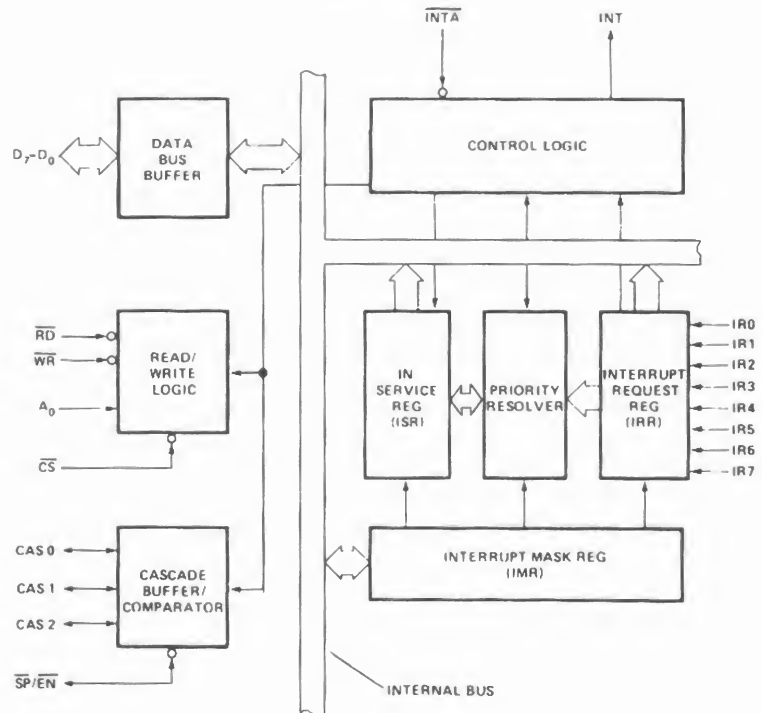 INTA INT
DATA
BUS
BUFFER
D7-D0
CONTROL LOGIC
RD
WR
A0
CS
READ/
WRITE
LOGIC
IN
SERVICE
REG
(ISR)
PRIORITY
RESOLVER
INTERRUPT
REQUEST
REG
(IRR)
IR0
IR1
IR2
IR3
IR4
IR5
IR6
IR7
CAS 0
CAS 1
CAS 2
SP/EN
CASCADE
BUFFER/
COMPARATOR
INTERRUPT MASK REG
(IMR)
INTERNAL BUS